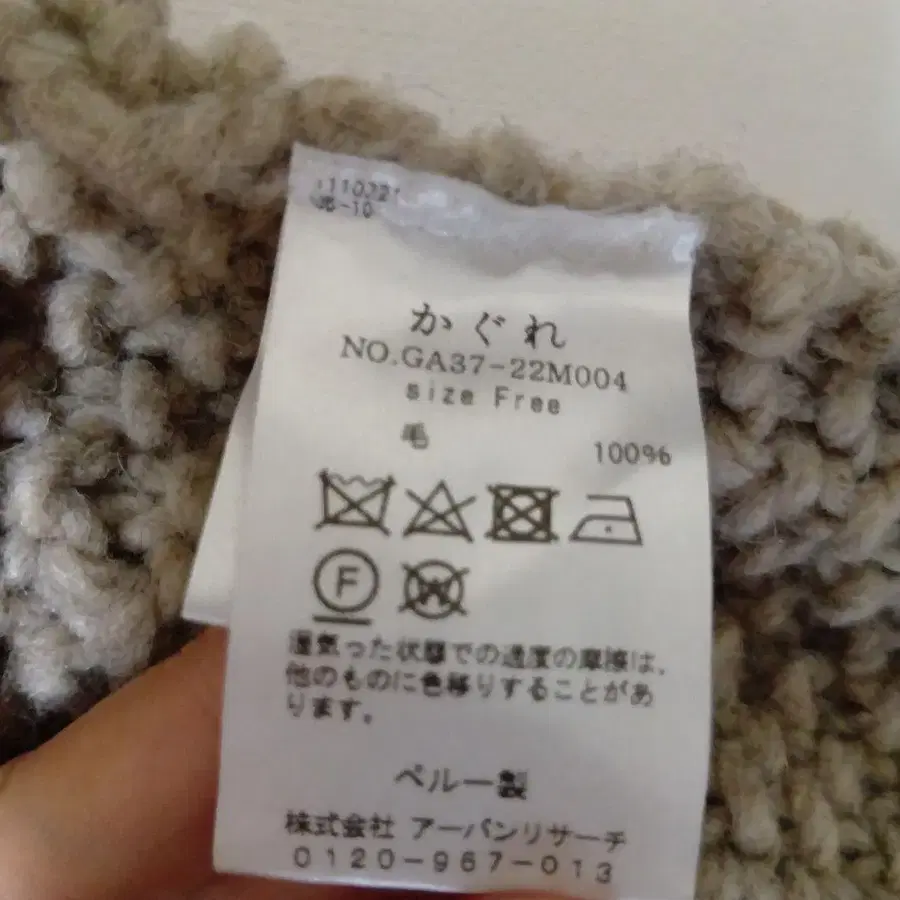 かぐれ
NO.GA37-22M004
size Free
毛 100%
F
W
湿気った状態での過度の摩擦は、
他のものに色移りすることがあ
ります。
ペルー製
株式会社 アーバンリサーチ
0120-967-013